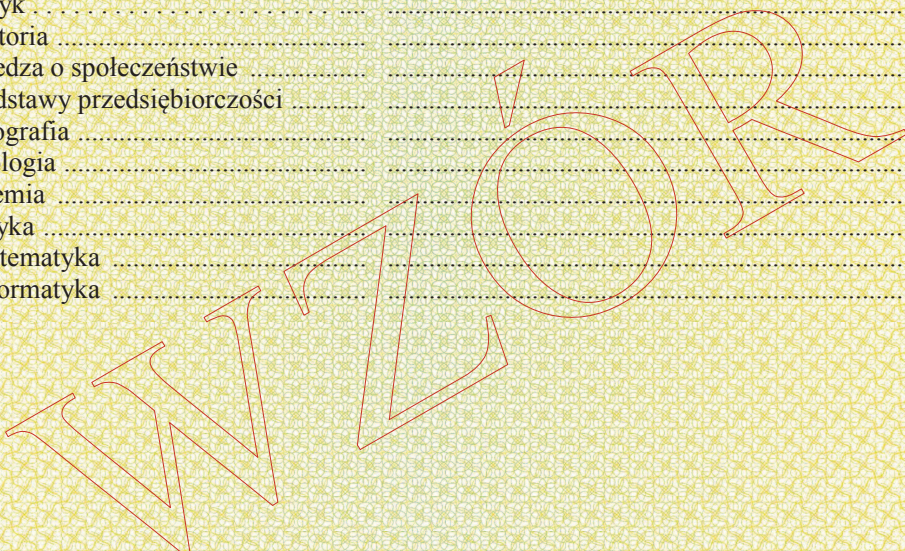 yk ........................................
toria ........................................
edza o społeczeństwie ........................................
dstawy przedsiębiorczości ........................................
ografia ........................................
logia ........................................
emia ........................................
yka ........................................
tematyka ........................................
ormatyka ........................................
WZÓR